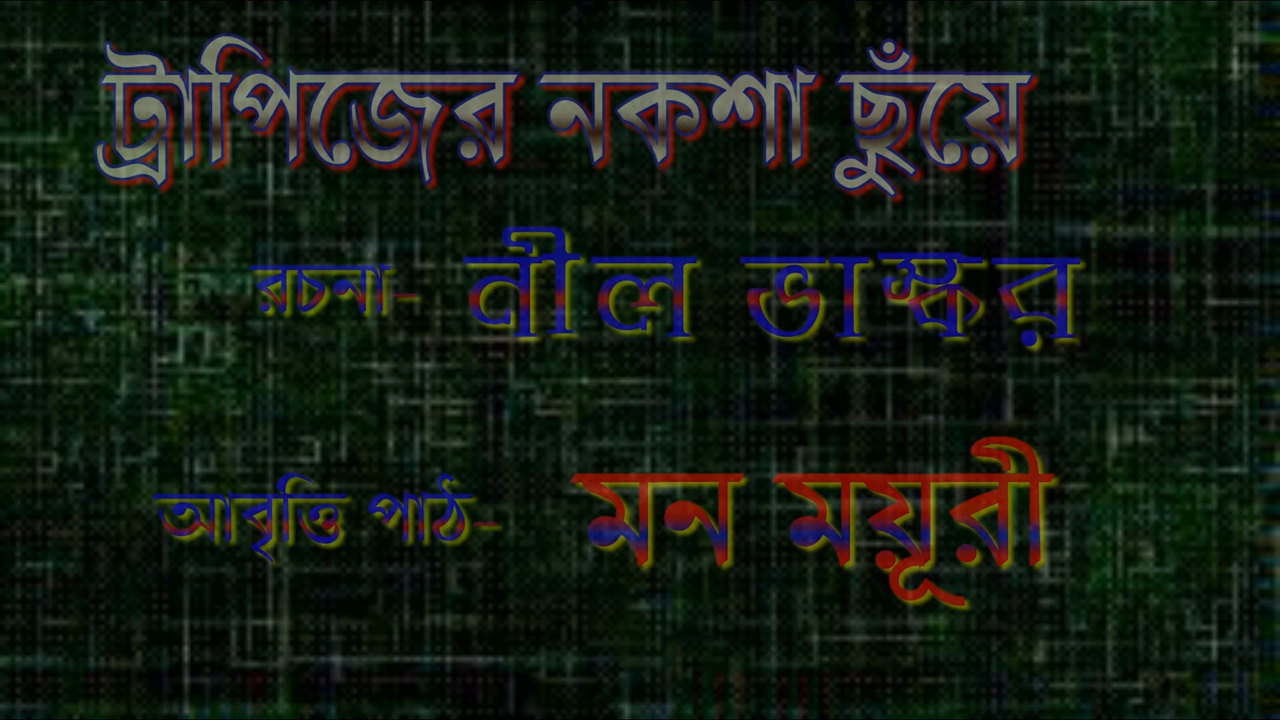 ট্রাপিজের নকশা ছুঁয়ে
রচনা- নীল ভাস্কর
আবৃত্তি পাঠ- মন ময়ূরী